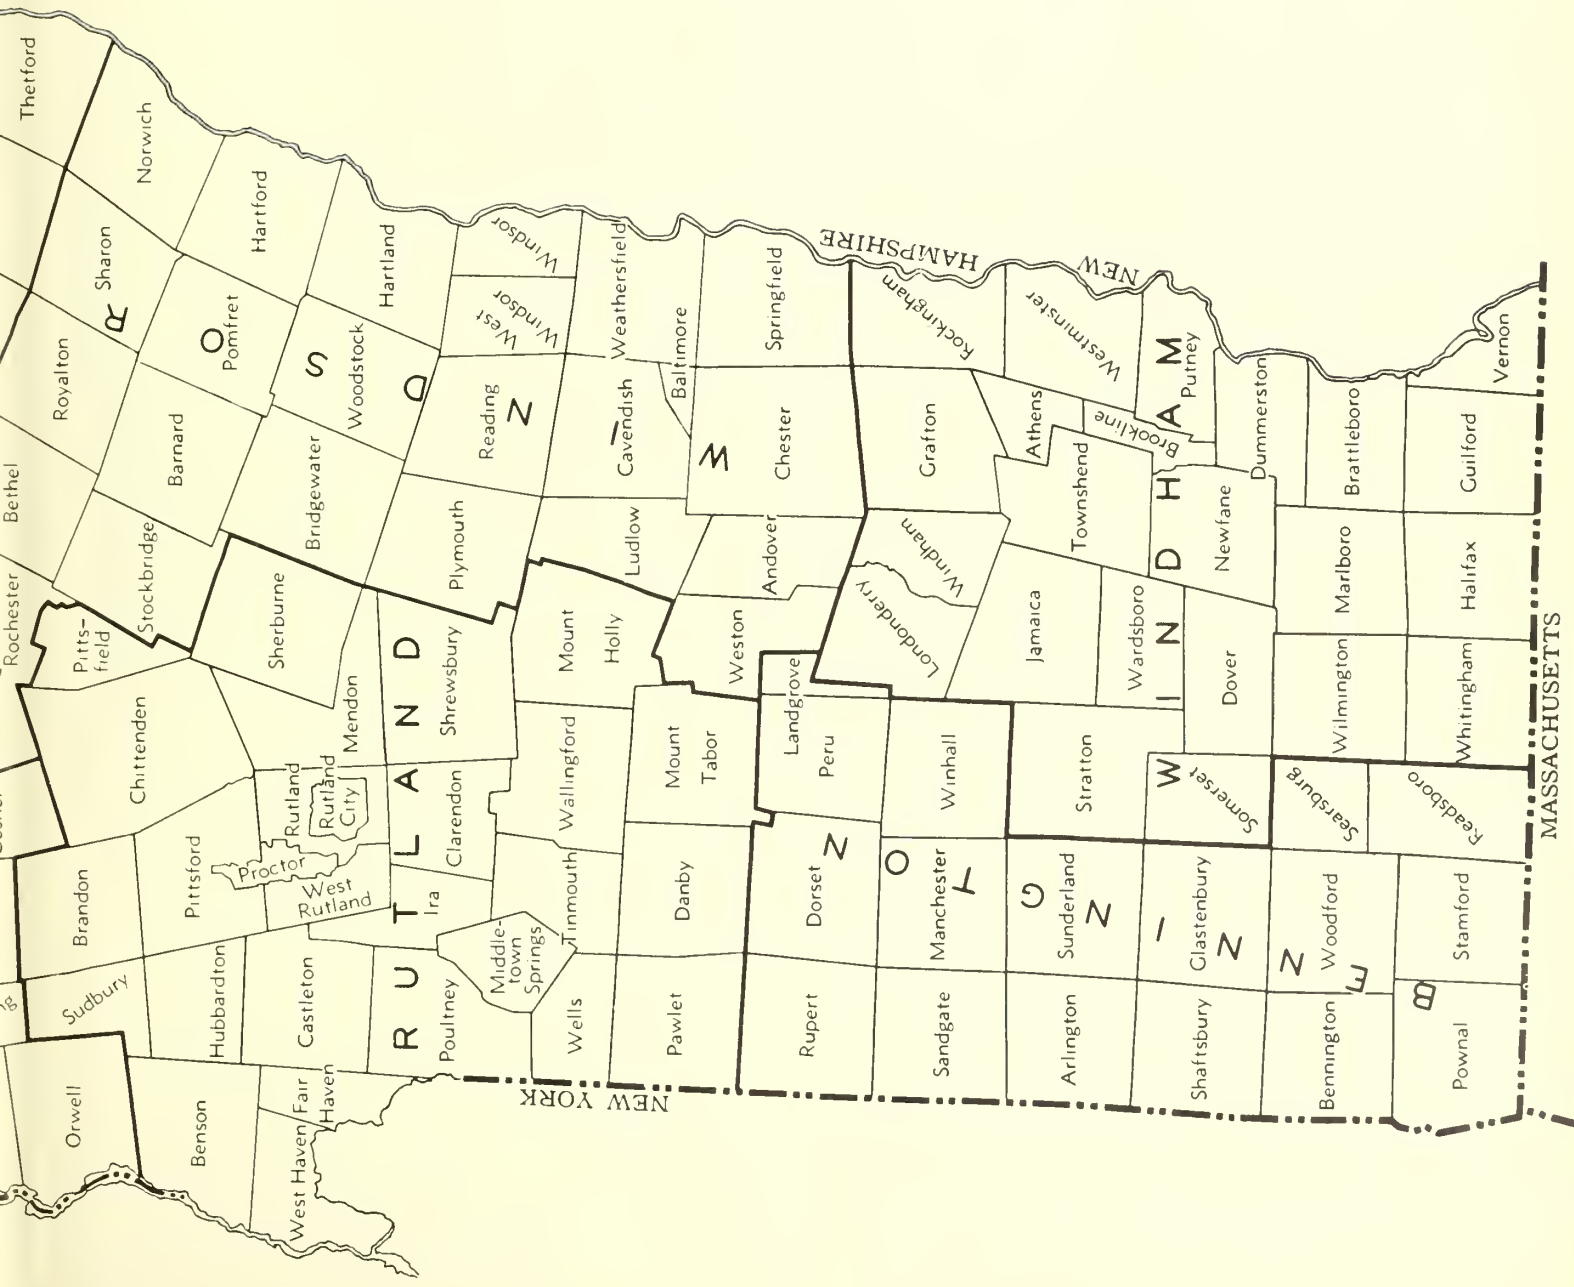 Thetford
Norwich
Sharon
Hartford
Royalton
Pomfret
Hartland
Bethel
Barnard
Woodstock
Windsor
West
Windsor
Rochester
Stockbridge
Bridgewater
Reading
Weathersfield
Baltimore
Springfield
Pitts-
field
Sherburne
Plymouth
Cavendish
Chester
Ludlow
Andover
Chittenden
Mendon
Shrewsbury
Mount
Holly
Weston
Rutland
Rutland
City
Proctor
West
Rutland
Pittsford
Brandon
Clarendon
Wallingford
Mount
Tabor
Ira
Tinmouth
Danby
Middle-
town
Springs
Sudbury
Hubbardton
Castleton
Poultney
Wells
Pawlet
Orwell
Benson
Fair
Haven
West Haven
Rockingham
Westminster
Grafton
Athens
Brookline
Putney
Townshend
Windham
Londonderry
Jamaica
Wardsboro
Newfane
Dummerston
Brattleboro
Vernon
Guilford
Marlboro
Halifax
Dover
Wilmington
Whitingham
Stratton
Somerset
Landgrove
Peru
Winhall
Searsburg
Readsboro
Dorset
Manchester
Sunderland
Glastenbury
Woodford
Stamford
Rupert
Sandgate
Arlington
Shaftsbury
Bennington
Pownal
WINDSOR
RUTLAND
WINDHAM
BENNINGTON
NEW HAMPSHIRE
NEW YORK
MASSACHUSETTS